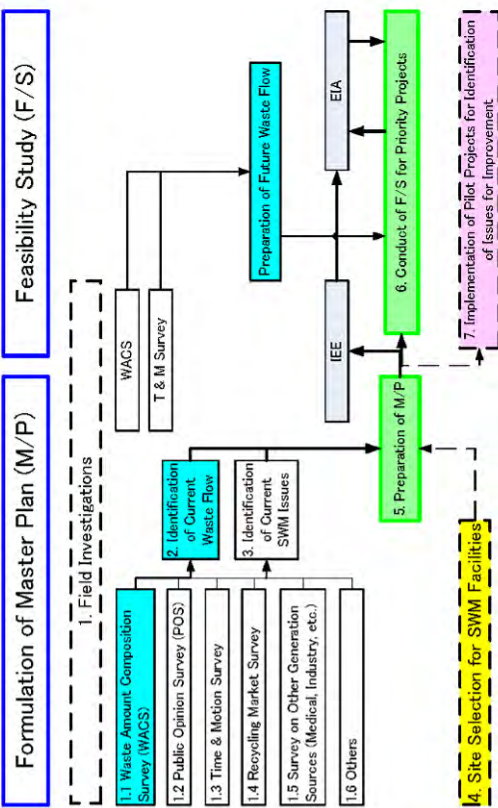 Formulation of Master Plan (M/P)
Feasibility Study (F/S)
1. Field Investigations
1.1 Waste Amount Composition
Survey (WACS)
1.2 Public Opinion Survey (POS)
1.3 Time & Motion Survey
1.4 Recycling Market Survey
1.5 Survey on Other Generation
Sources (Medical, Industry, etc.)
1.6 Others
2. Identification
of Current
Waste Flow
3. Identification
of Current
SWM Issues
WACS
T & M Survey
Preparation of Future Waste Flow
IEE
EIA
5. Preparation of M/P
6. Conduct of F/S for Priority Projects
4. Site Selection for SWM Facilities
7. Implementation of Pilot Projects for Identification
of Issues for Improvement